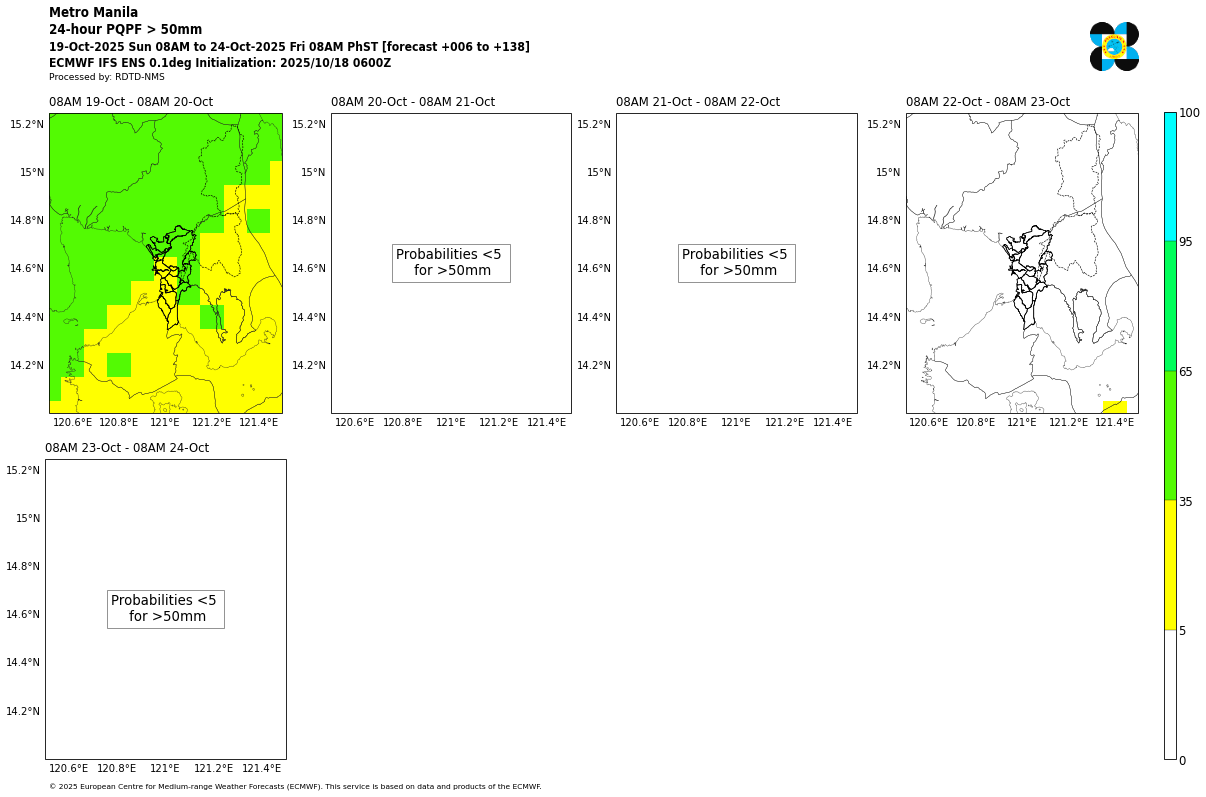 Metro Manila
24-hour PQPF > 50mm
19-Oct-2025 Sun 08AM to 24-Oct-2025 Fri 08AM PhST [forecast +006 to +138]
ECMWF IFS ENS 0.1deg Initialization: 2025/10/18 0600Z
Processed by: RDTD-NMS
08AM 19-Oct - 08AM 20-Oct
15.2°N
15°N
14.8°N
14.6°N
14.4°N
14.2°N
120.6°E 120.8°E 121°E 121.2°E 121.4°E
08AM 20-Oct - 08AM 21-Oct
15.2°N
15°N
14.8°N
14.6°N
14.4°N
14.2°N
Probabilities <5
for >50mm
120.6°E 120.8°E 121°E 121.2°E 121.4°E
08AM 21-Oct - 08AM 22-Oct
15.2°N
15°N
14.8°N
14.6°N
14.4°N
14.2°N
Probabilities <5
for >50mm
120.6°E 120.8°E 121°E 121.2°E 121.4°E
08AM 22-Oct - 08AM 23-Oct
15.2°N
15°N
14.8°N
14.6°N
14.4°N
14.2°N
120.6°E 120.8°E 121°E 121.2°E 121.4°E
100
95
65
35
5
0
08AM 23-Oct - 08AM 24-Oct
15.2°N
15°N
14.8°N
14.6°N
14.4°N
14.2°N
Probabilities <5
for >50mm
120.6°E 120.8°E 121°E 121.2°E 121.4°E
© 2025 European Centre for Medium-range Weather Forecasts (ECMWF). This service is based on data and products of the ECMWF.